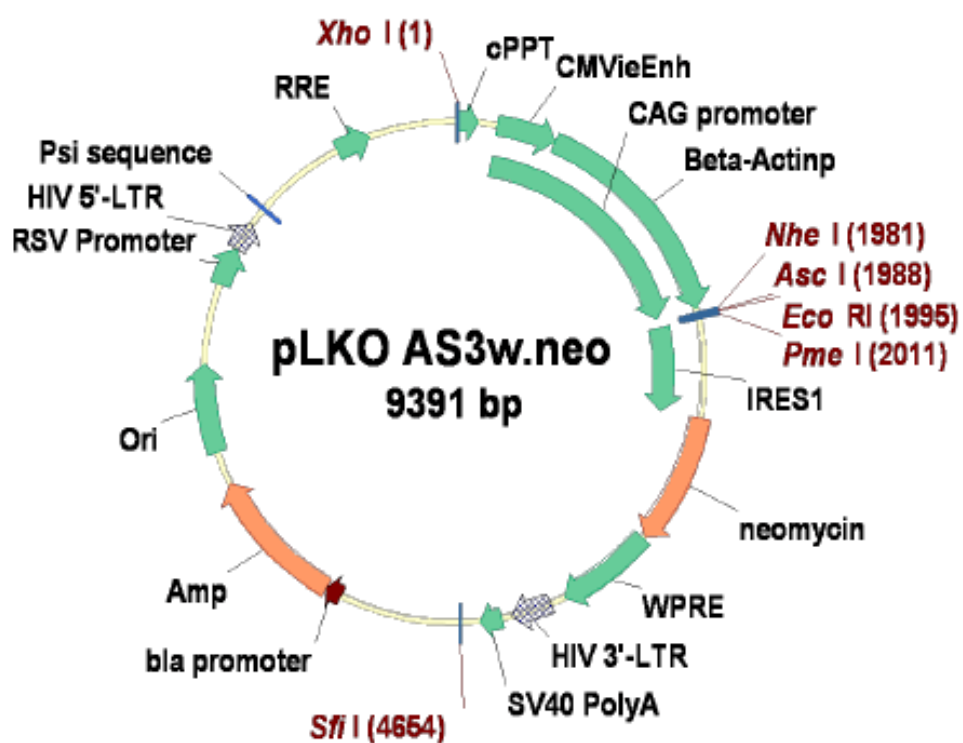 Xho I (1)
cPPT
CMVieEnh
RRE
CAG promoter
Psi sequence
Beta-Actinp
HIV 5'-LTR
RSV Promoter
Nhe I (1981)
Asc I (1988)
Eco RI (1995)
Pme I (2011)
pLKO AS3w.neo
9391 bp
IRES1
Ori
neomycin
Amp
WPRE
bla promoter
HIV 3'-LTR
SV40 PolyA
Sfi I (4654)